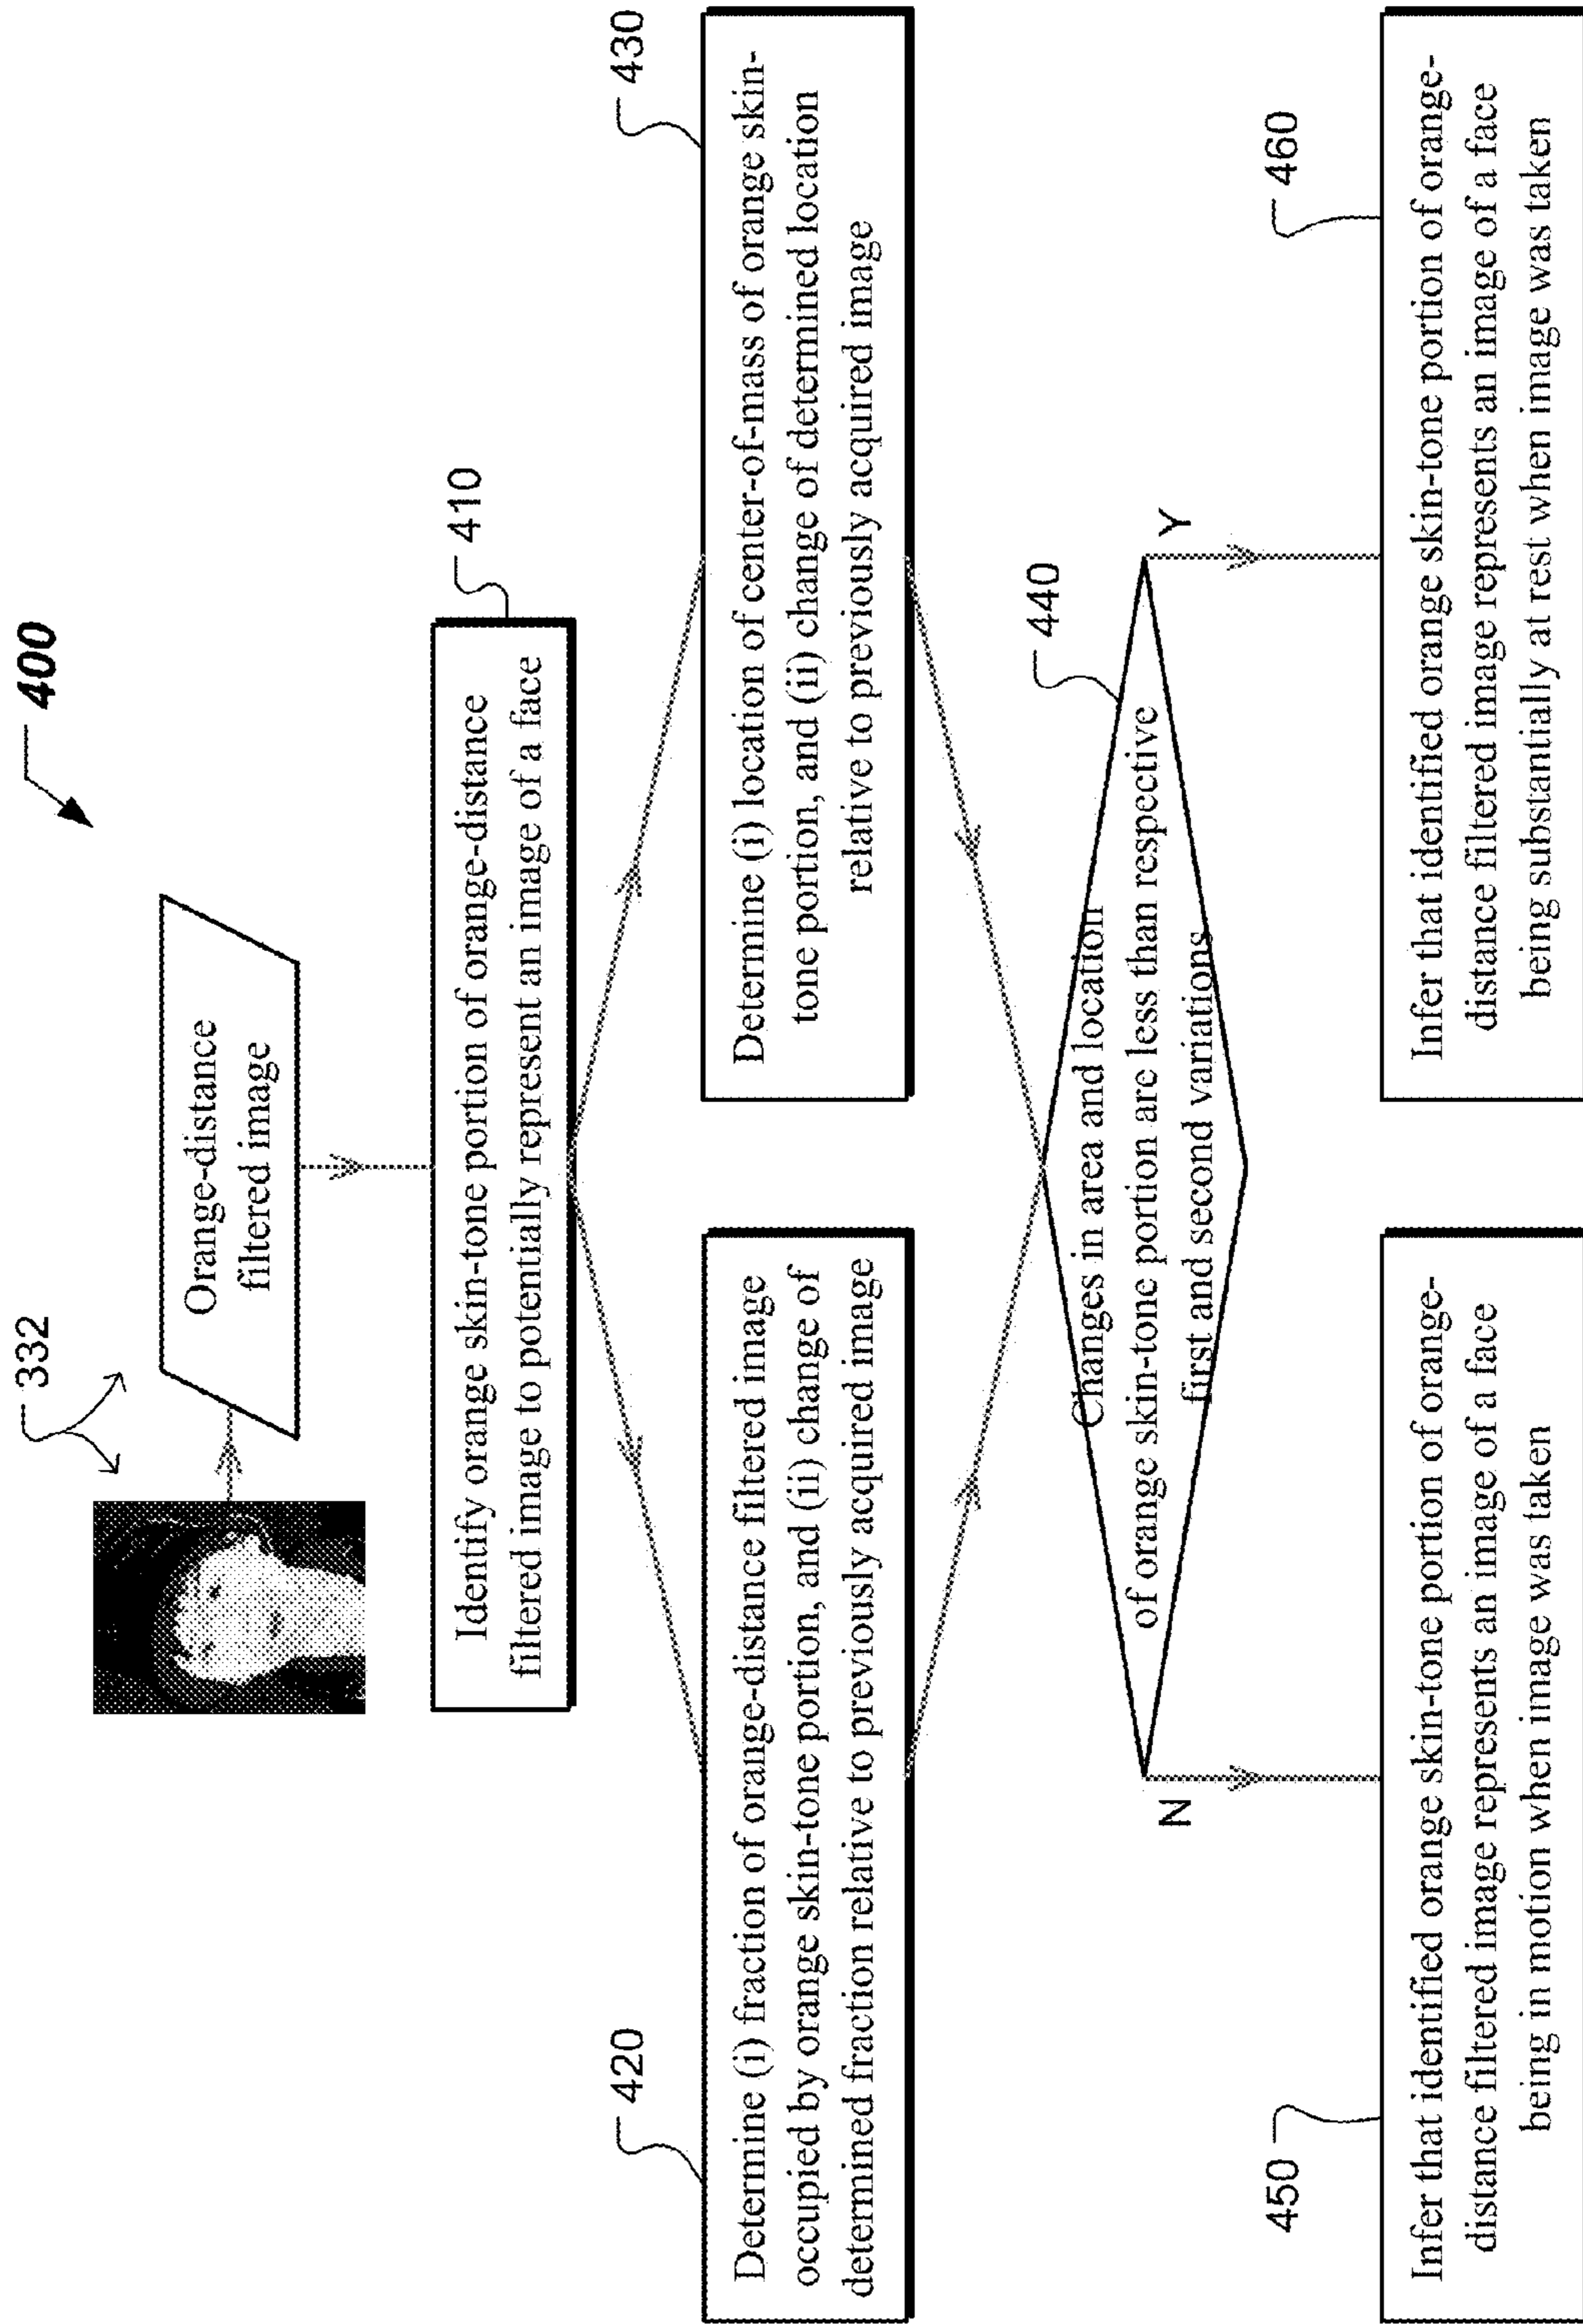 400
332
Orange-distance
filtered image
410
Identify orange skin-tone portion of orange-distance
filtered image to potentially represent an image of a face
420
Determine (i) fraction of orange-distance filtered image
occupied by orange skin-tone portion, and (ii) change of
determined fraction relative to previously acquired image
430
Determine (i) location of center-of-mass of orange skin-
tone portion, and (ii) change of determined location
relative to previously acquired image
440
Changes in area and location
of orange skin-tone portion are less than respective
first and second variations
N
Y
450
Infer that identified orange skin-tone portion of orange-
distance filtered image represents an image of a face
being in motion when image was taken
460
Infer that identified orange skin-tone portion of orange-
distance filtered image represents an image of a face
being substantially at rest when image was taken